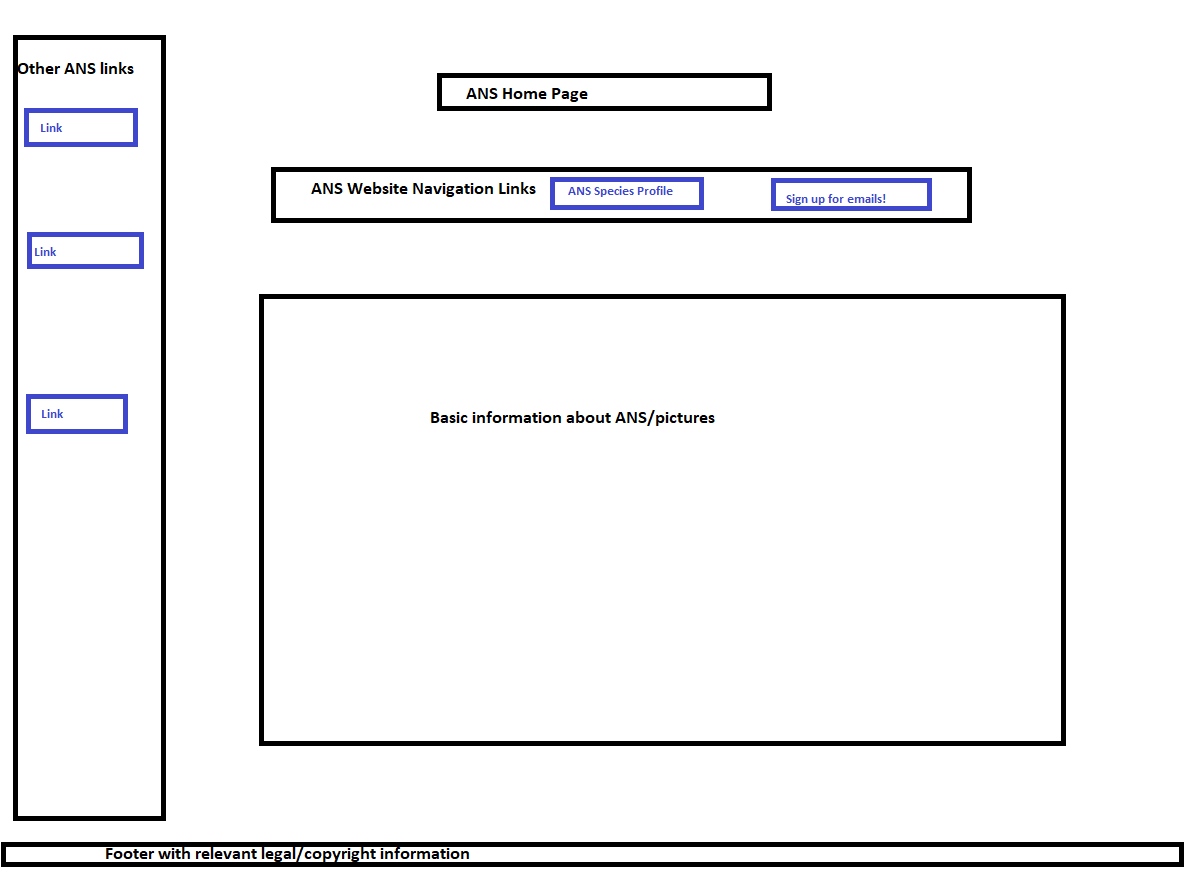 Other ANS links
Link
Link
Link
ANS Home Page
ANS Website Navigation Links
ANS Species Profile
Sign up for emails!
Basic information about ANS/pictures
Footer with relevant legal/copyright information